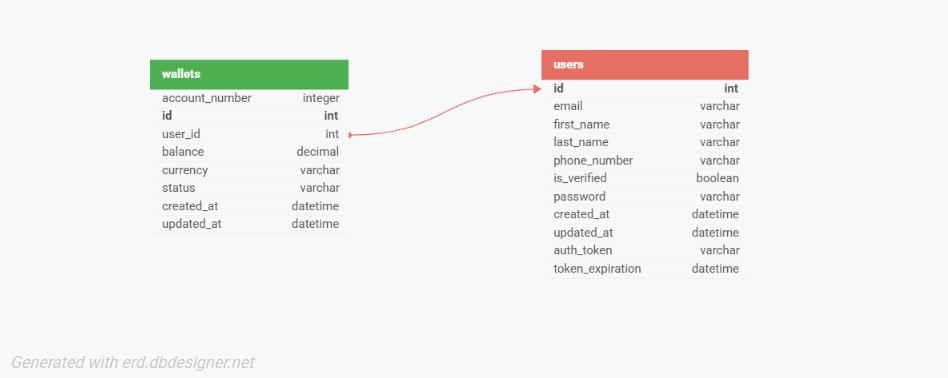 wallets
account_number integer
id int
user_id int
balance decimal
currency varchar
status varchar
created_at datetime
updated_at datetime
users
id int
email varchar
first_name varchar
last_name varchar
phone_number varchar
is_verified boolean
password varchar
created_at datetime
updated_at datetime
auth_token varchar
token_expiration datetime
Generated with erd.dbdesigner.net